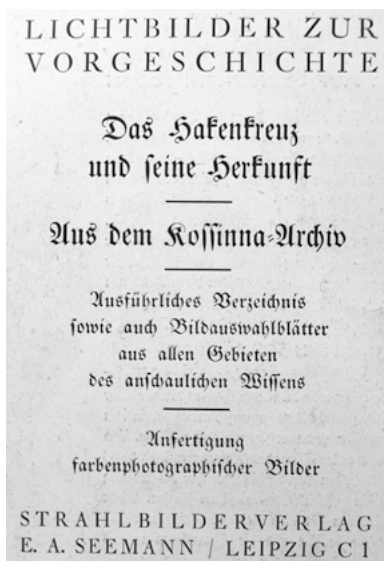 LICHTBILDER ZUR
VORGESCHICHTE
Das Hakenkreuz
und seine Herkunft
Aus dem Kossinna-Archiv
Ausführliches Verzeichnis
sowie auch Bildauswahlblätter
aus allen Gebieten
des anschaulichen Wissens
Anfertigung
farbenphotographischer Bilder
STRAHLBILDERVERLAG
E. A. SEEMANN / LEIPZIG C 1